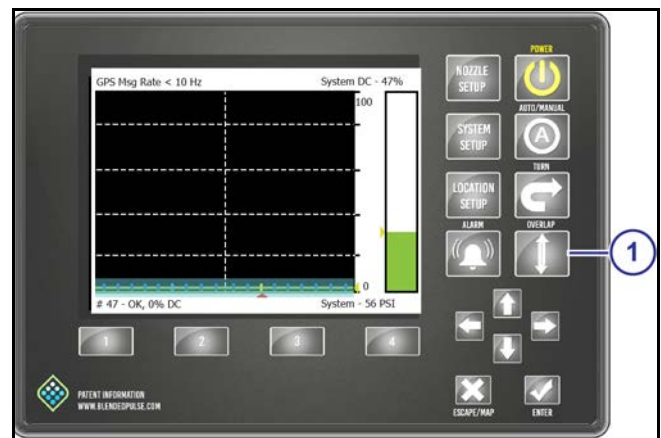 GPS Msg Rate < 10 Hz
System DC - 47%
100
0
# 47 - OK, 0% DC
System - 56 PSI
POWER
NOZZLE
SETUP
AUTO/MANUAL
SYSTEM
SETUP
A
TURN
LOCATION
SETUP
ALARM
OVERLAP
1
1
2
3
4
PATENT INFORMATION
WWW.BLENDEDPULSE.COM
ESCAPE/MAP
ENTER